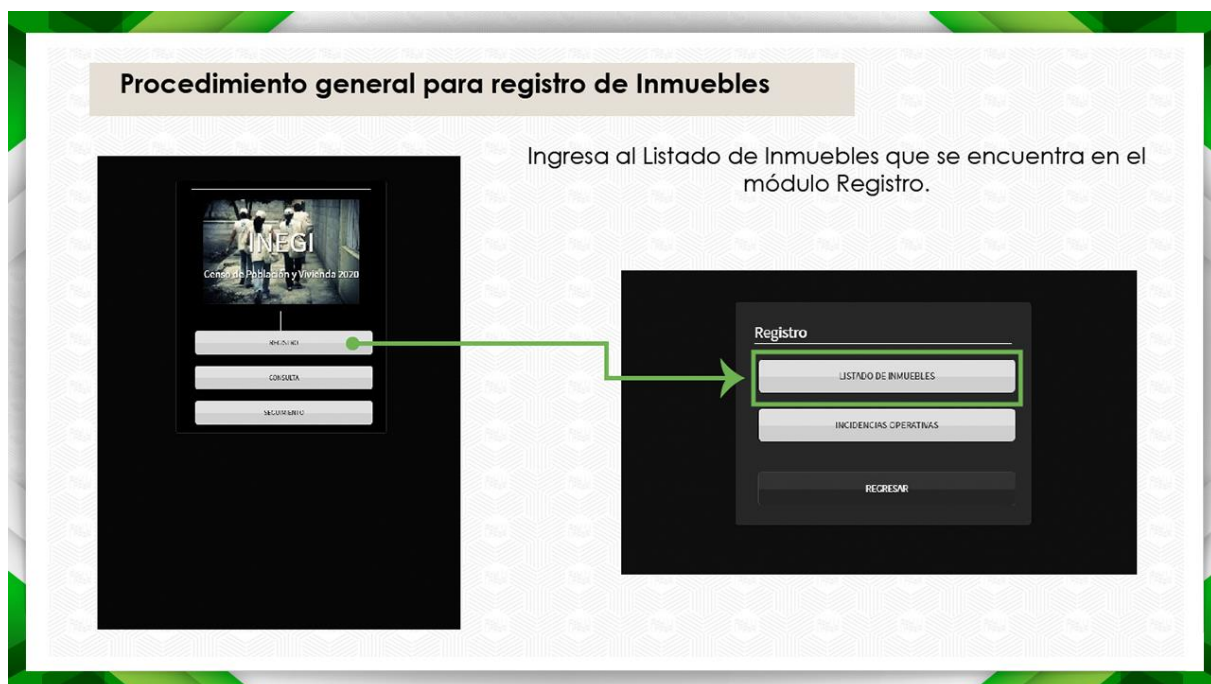 Procedimiento general para registro de Inmuebles
Ingresa al Listado de Inmuebles que se encuentra en el
módulo Registro.
INEGI
Censo de Población y Vivienda 2020
REGISTRO
CONSULTA
SEGUIMIENTO
Registro
LISTADO DE INMUEBLES
INCIDENCIAS OPERATIVAS
REGRESAR